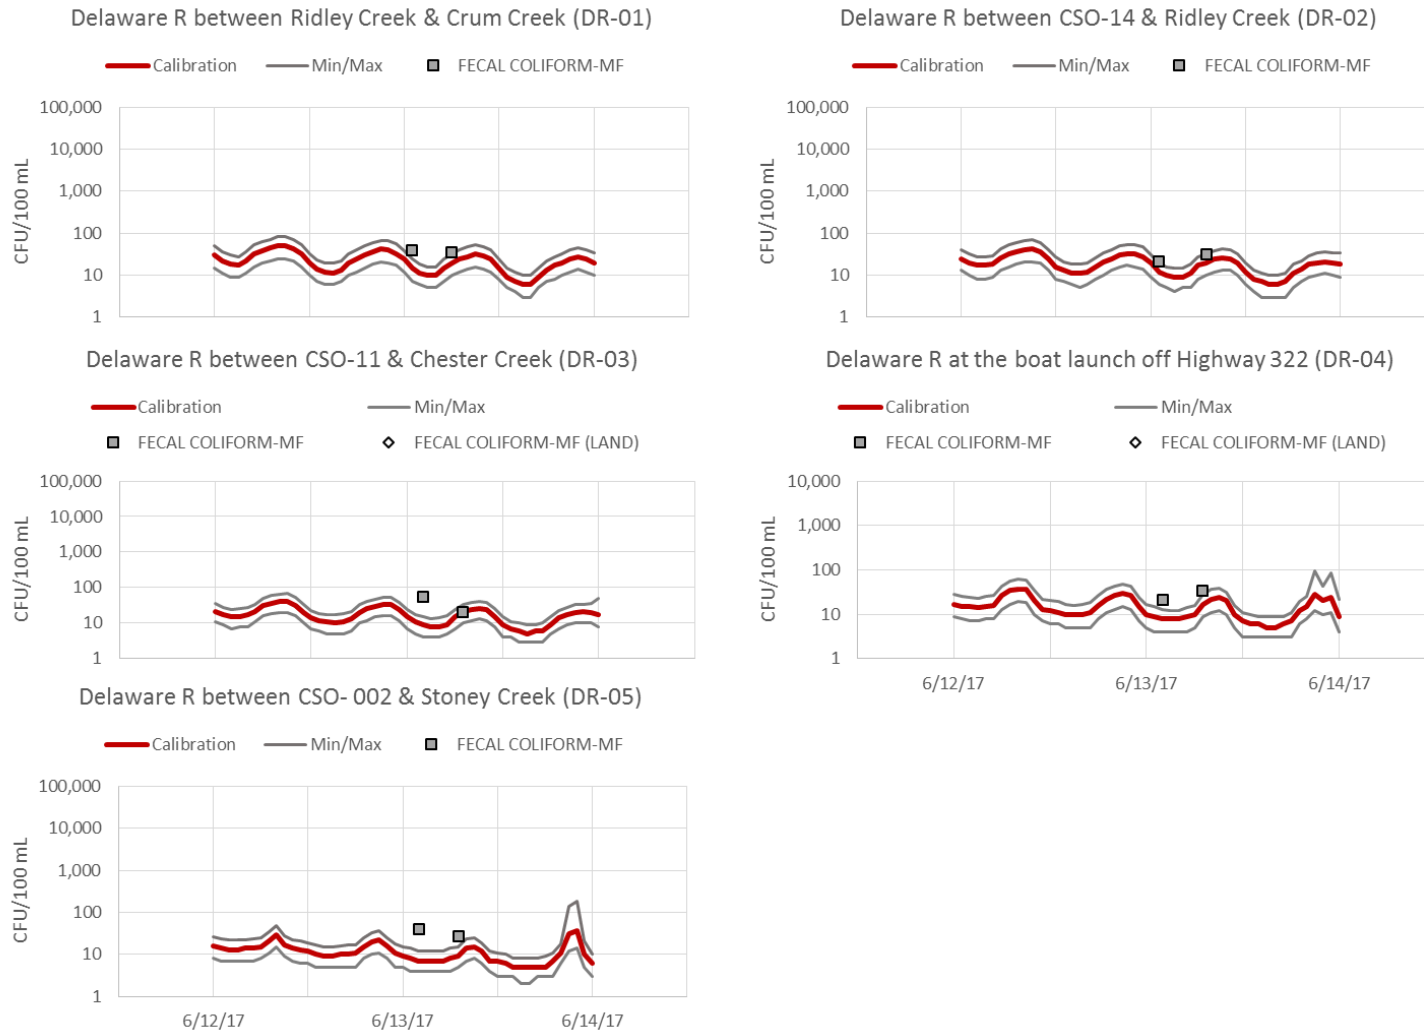 Delaware R between Ridley Creek & Crum Creek (DR-01)
Calibration Min/Max FECAL COLIFORM-MF
100,000
10,000
1,000
100
10
1
CFU/100 mL
Delaware R between CSO-14 & Ridley Creek (DR-02)
Calibration Min/Max FECAL COLIFORM-MF
100,000
10,000
1,000
100
10
1
CFU/100 mL
Delaware R between CSO-11 & Chester Creek (DR-03)
Calibration Min/Max
FECAL COLIFORM-MF FECAL COLIFORM-MF (LAND)
100,000
10,000
1,000
100
10
1
CFU/100 mL
Delaware R at the boat launch off Highway 322 (DR-04)
Calibration Min/Max
FECAL COLIFORM-MF FECAL COLIFORM-MF (LAND)
10,000
1,000
100
10
1
CFU/100 mL
6/12/17 6/13/17 6/14/17
Delaware R between CSO- 002 & Stoney Creek (DR-05)
Calibration Min/Max FECAL COLIFORM-MF
100,000
10,000
1,000
100
10
1
CFU/100 mL
6/12/17 6/13/17 6/14/17